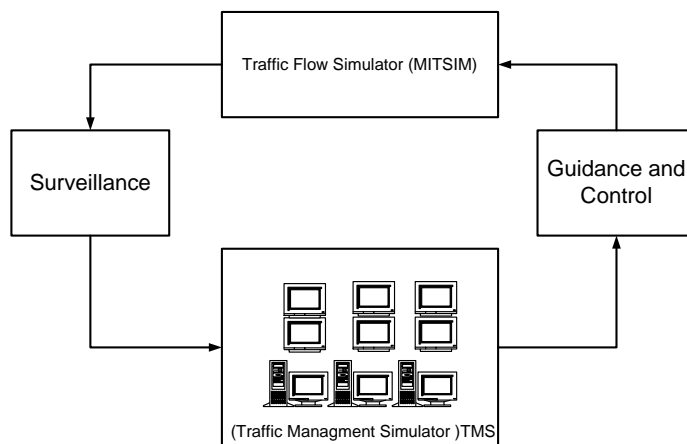 Traffic Flow Simulator (MITSIM)
Surveillance
Guidance and
Control
(Traffic Managment Simulator )TMS